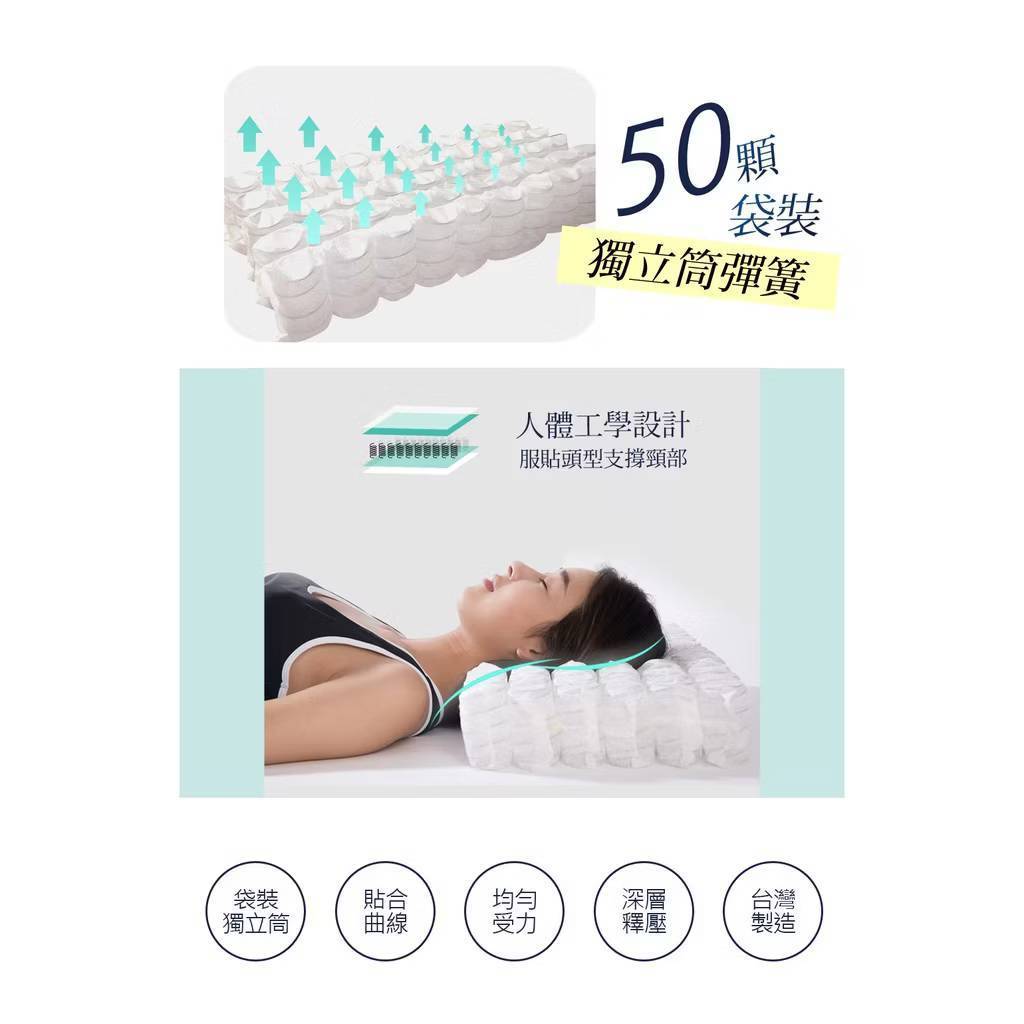 50顆
袋裝
獨立筒彈簧
人體工學設計
服貼頭型支撐頸部
袋裝
獨立筒
貼合
曲線
均勻
受力
深層
釋壓
台灣
製造